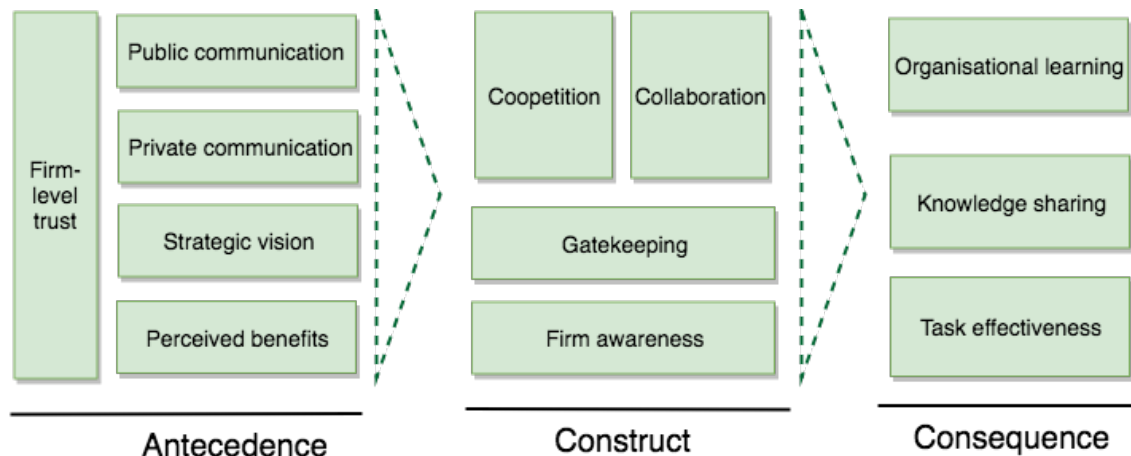 Firm-
level
trust
Public communication
Private communication
Strategic vision
Perceived benefits
Antecedence
Coopetition
Collaboration
Gatekeeping
Firm awareness
Construct
Organisational learning
Knowledge sharing
Task effectiveness
Consequence